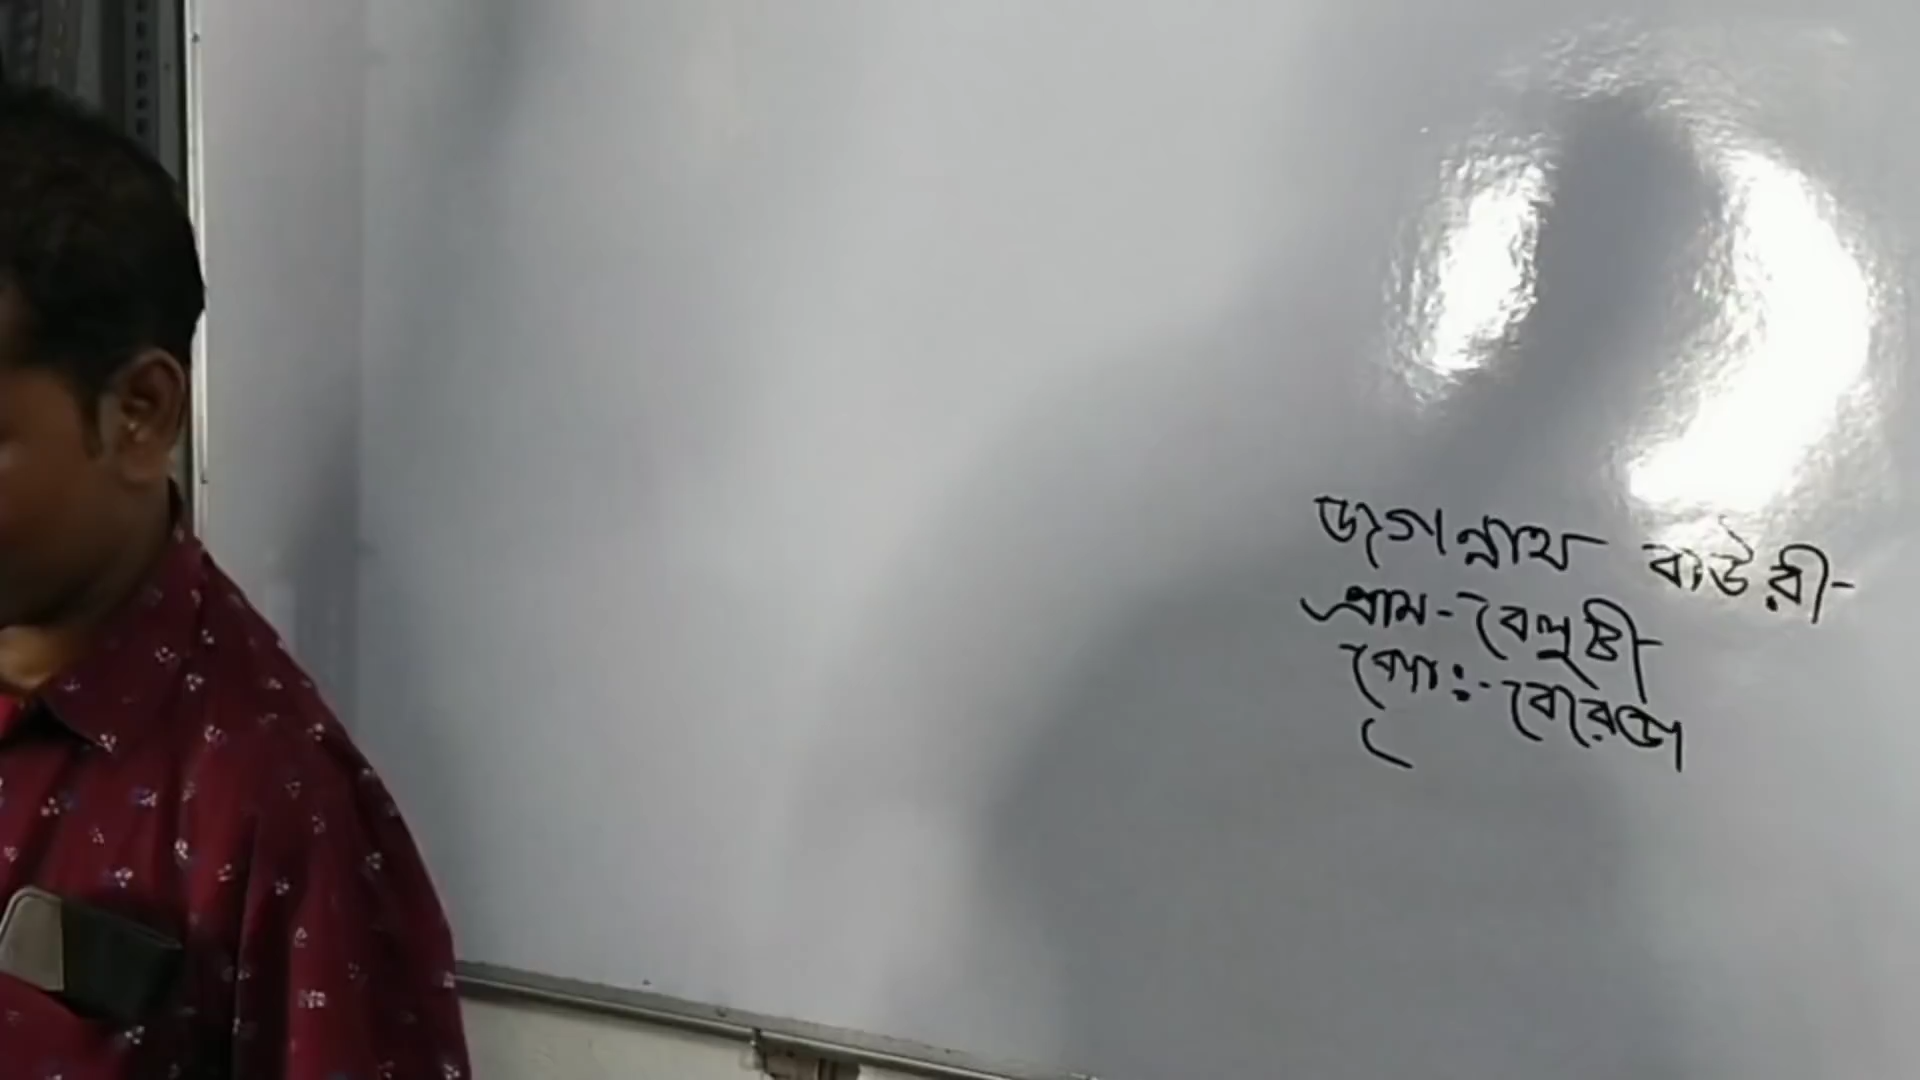 জগন্নাথ বাউরী
গ্রাম - বেলুট্টী
পোঃ - বেরেণ্ডা